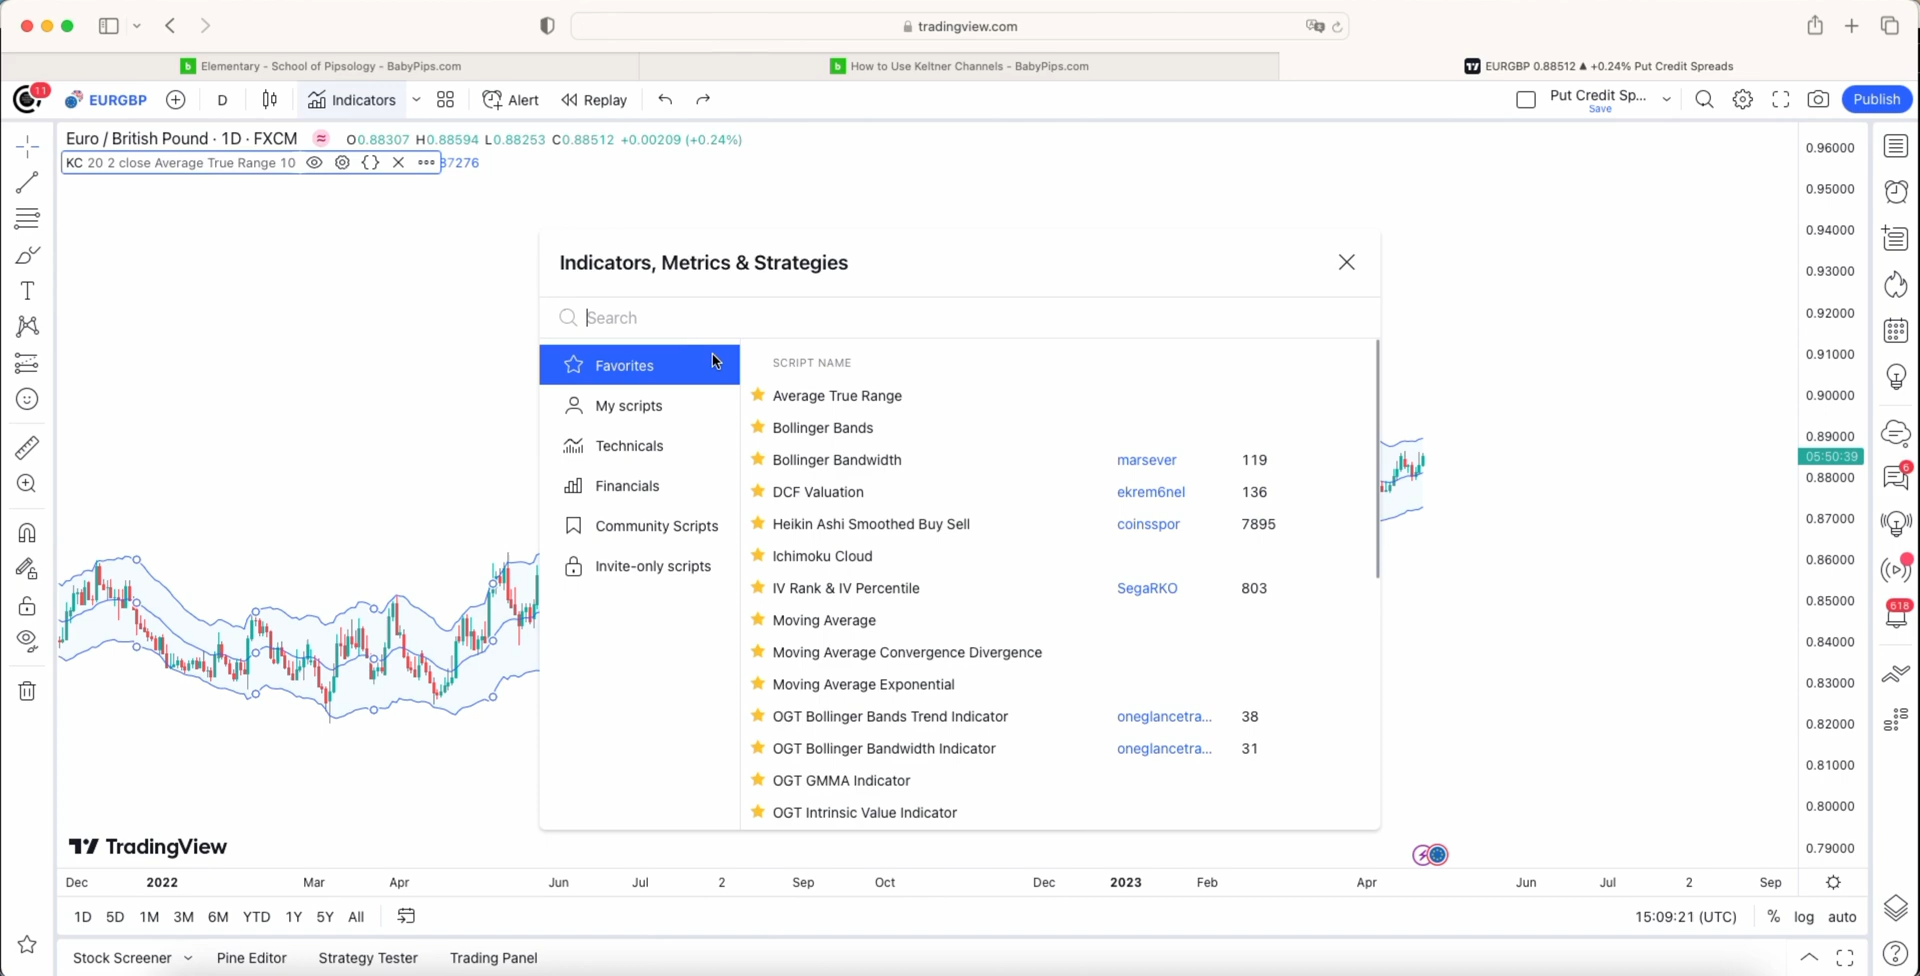 tradingview.com
Elementary - School of Pipsology - BabyPips.com
How to Use Keltner Channels - BabyPips.com
EURGBP 0.88512 ▲ +0.24% Put Credit Spreads
11
EURGBP
D
Indicators
Alert
Replay
Put Credit Sp...
Save
Publish
Euro / British Pound · 1D · FXCM
O0.88307 H0.88594 L0.88253 C0.88512 +0.00209 (+0.24%)
KC 20 2 close Average True Range 10
87276
Indicators, Metrics & Strategies
Search
Favorites
My scripts
Technicals
Financials
Community Scripts
Invite-only scripts
SCRIPT NAME
Average True Range
Bollinger Bands
Bollinger Bandwidth marsever 119
DCF Valuation ekrem6nel 136
Heikin Ashi Smoothed Buy Sell coinsspor 7895
Ichimoku Cloud
IV Rank & IV Percentile SegaRKO 803
Moving Average
Moving Average Convergence Divergence
Moving Average Exponential
OGT Bollinger Bands Trend Indicator oneglancetra... 38
OGT Bollinger Bandwidth Indicator oneglancetra... 31
OGT GMMA Indicator
OGT Intrinsic Value Indicator
0.96000
0.95000
0.94000
0.93000
0.92000
0.91000
0.90000
0.89000
05:50:39
0.88000
0.87000
0.86000
0.85000
0.84000
0.83000
0.82000
0.81000
0.80000
0.79000
6
618
TradingView
Dec 2022 Mar Apr Jun Jul 2 Sep Oct Dec 2023 Feb Apr Jun Jul 2 Sep
1D 5D 1M 3M 6M YTD 1Y 5Y All
15:09:21 (UTC) % log auto
Stock Screener Pine Editor Strategy Tester Trading Panel